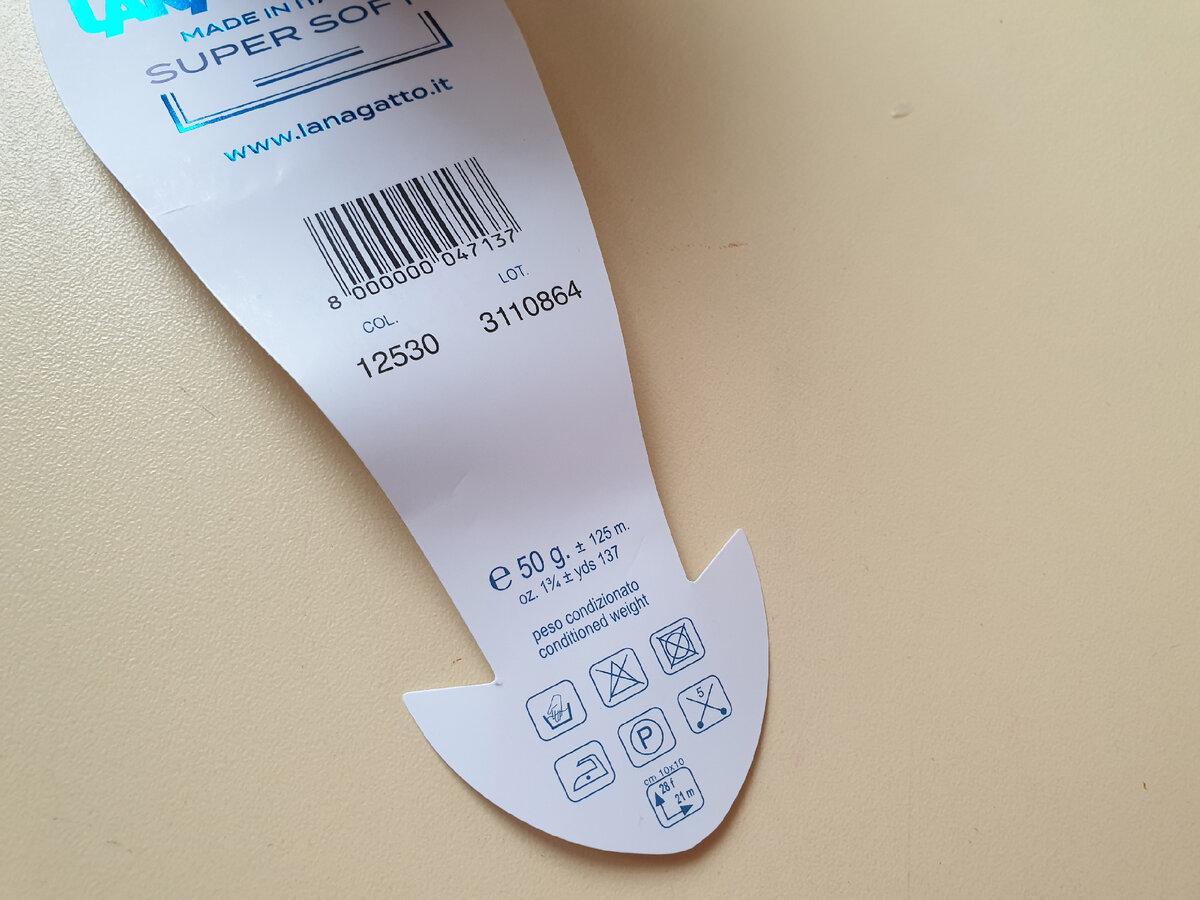 MADE IN
SUPER SOFT
www.lanagatto.it
8 000000 047137
COL.
12530
LOT.
3110864
e 50 g. ± 125 m.
oz. 1¾ ± yds 137
peso condizionato
conditioned weight
5
P
cm 10x10
28 f
21 m